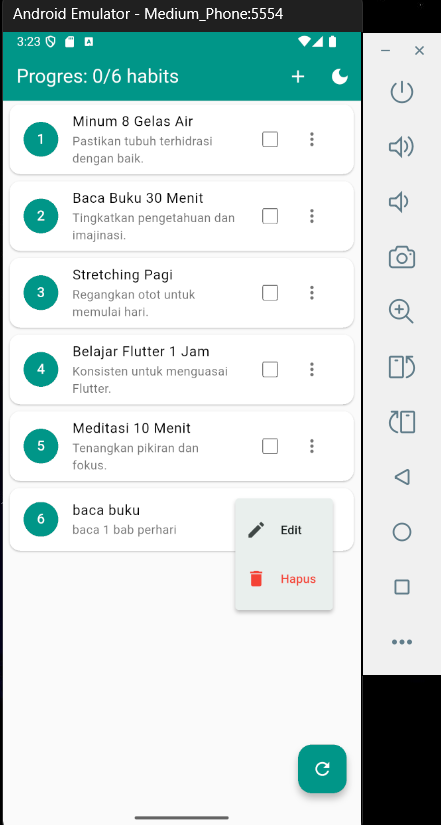 Android Emulator - Medium_Phone:5554
3:23
A
Progres: 0/6 habits
1
Minum 8 Gelas Air
Pastikan tubuh terhidrasi
dengan baik.
2
Baca Buku 30 Menit
Tingkatkan pengetahuan dan
imajinasi.
3
Stretching Pagi
Regangkan otot untuk
memulai hari.
4
Belajar Flutter 1 Jam
Konsisten untuk menguasai
Flutter.
5
Meditasi 10 Menit
Tenangkan pikiran dan
fokus.
6
baca buku
baca 1 bab perhari
Edit
Hapus